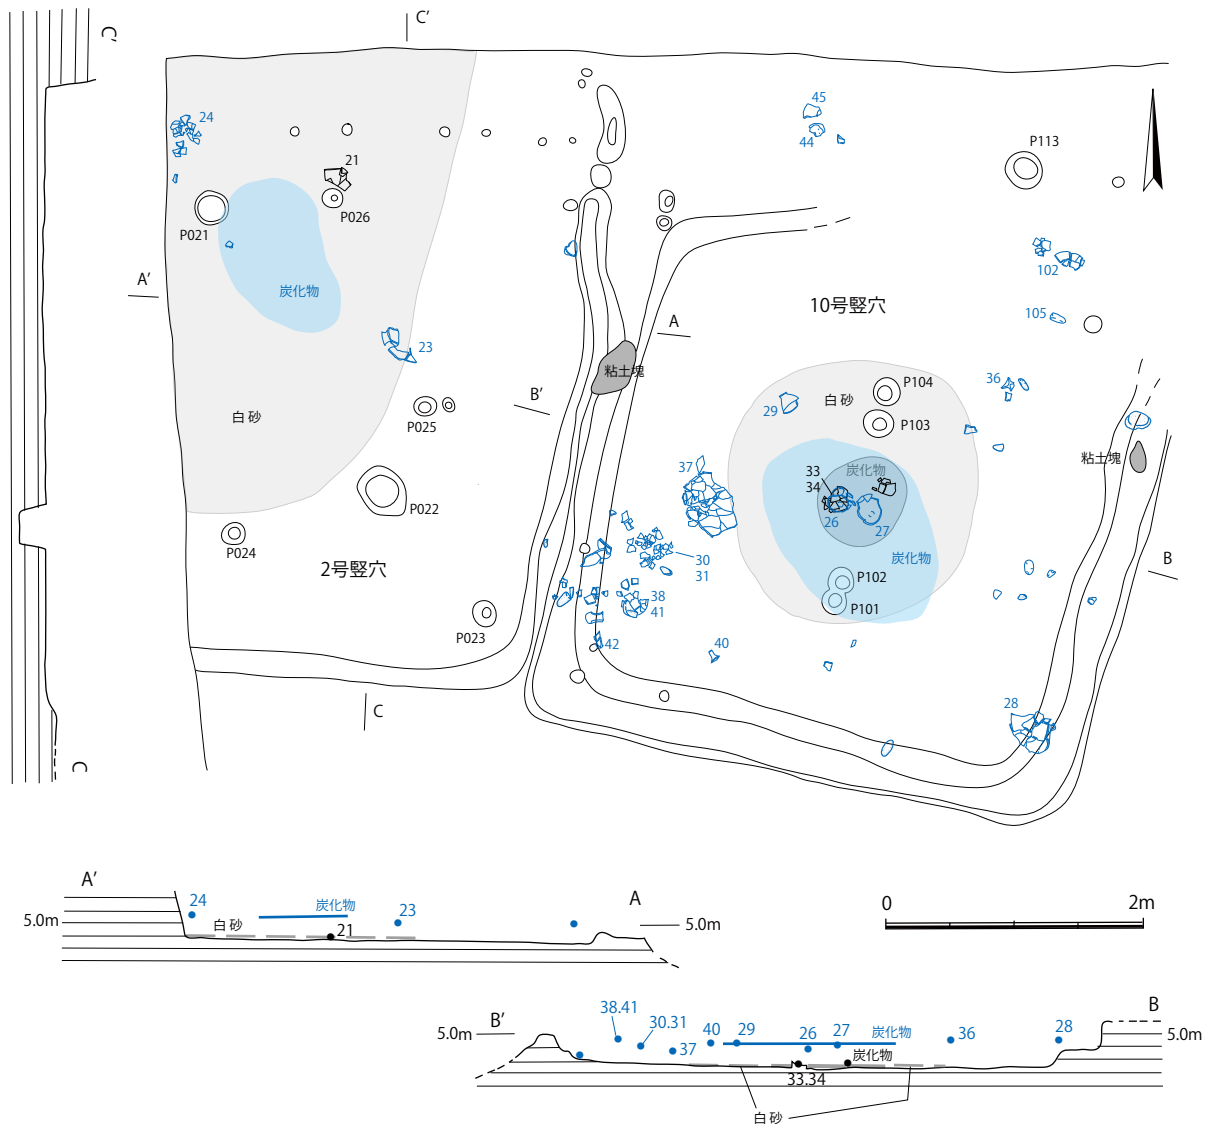 C′
C′
24
21
P021
P026
A′
炭化物
23
白砂
P025
B′
P022
P024
2号竪穴
P023
C
C
45
44
P113
102
10号竪穴
105
A
粘土塊
36
P104
29
白砂
P103
粘土塊
37
33
34
炭化物
26
27
30
31
炭化物
B
P102
38
41
P101
42
40
28
A′
24
炭化物
23
A
5.0m
白砂
21
5.0m
0
2m
B′
38.41
30.31
40
29
26
27
炭化物
36
28
B
5.0m
37
炭化物
5.0m
33.34
白砂